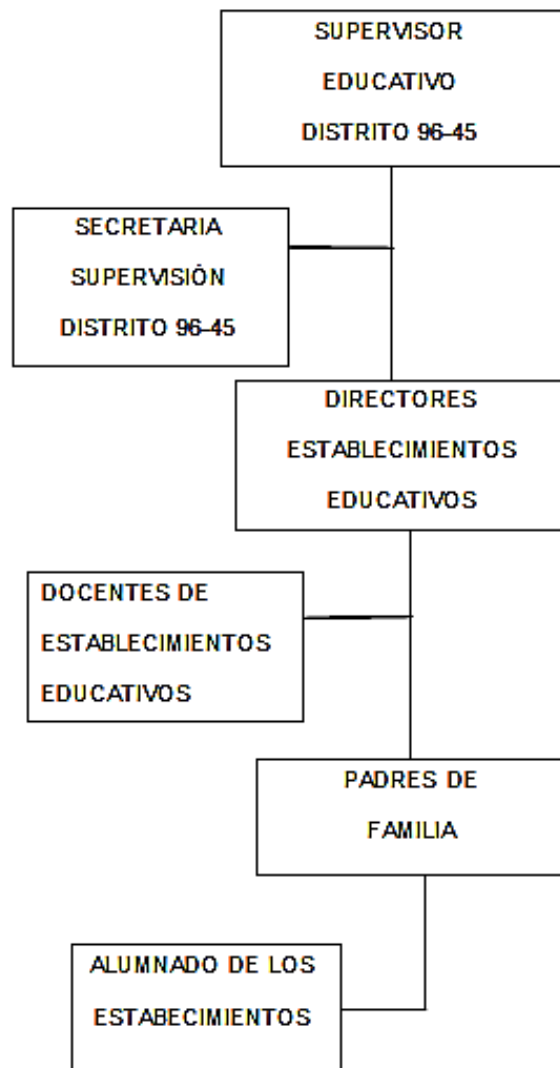 SUPERVISOR
EDUCATIVO
DISTRITO 96-45
SECRETARIA
SUPERVISIÓN
DISTRITO 96-45
DIRECTORES
ESTABLECIMIENTOS
EDUCATIVOS
DOCENTES DE
ESTABLECIMIENTOS
EDUCATIVOS
PADRES DE
FAMILIA
ALUMNADO DE LOS
ESTABECIMIENTOS